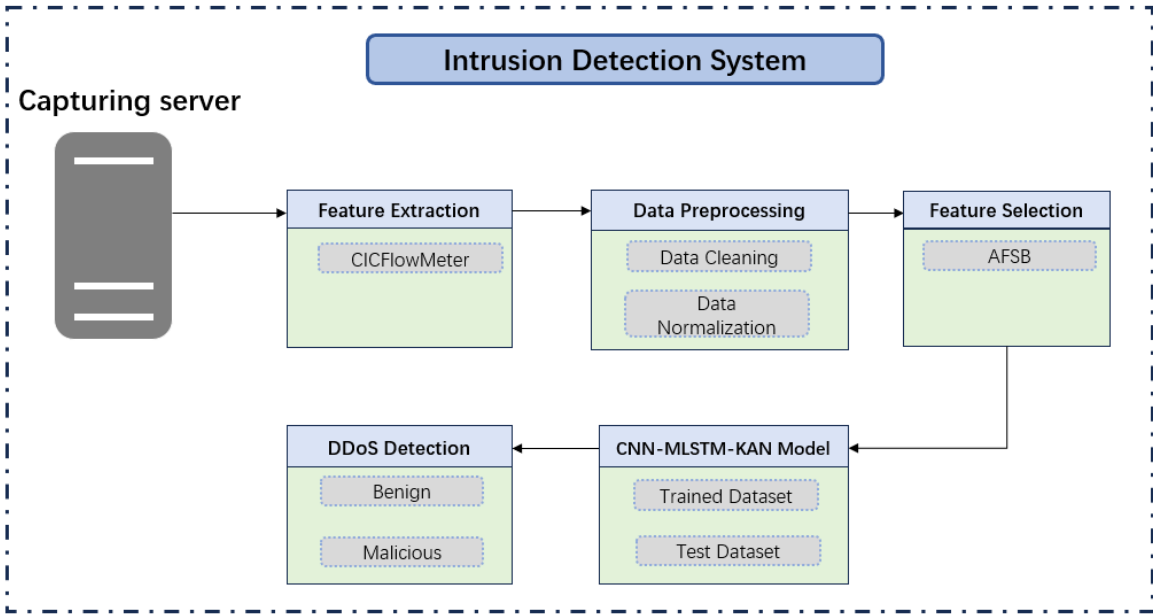 Intrusion Detection System
Capturing server
Feature Extraction
CICFlowMeter
Data Preprocessing
Data Cleaning
Data
Normalization
Feature Selection
AFSB
DDoS Detection
Benign
Malicious
CNN-MLSTM-KAN Model
Trained Dataset
Test Dataset